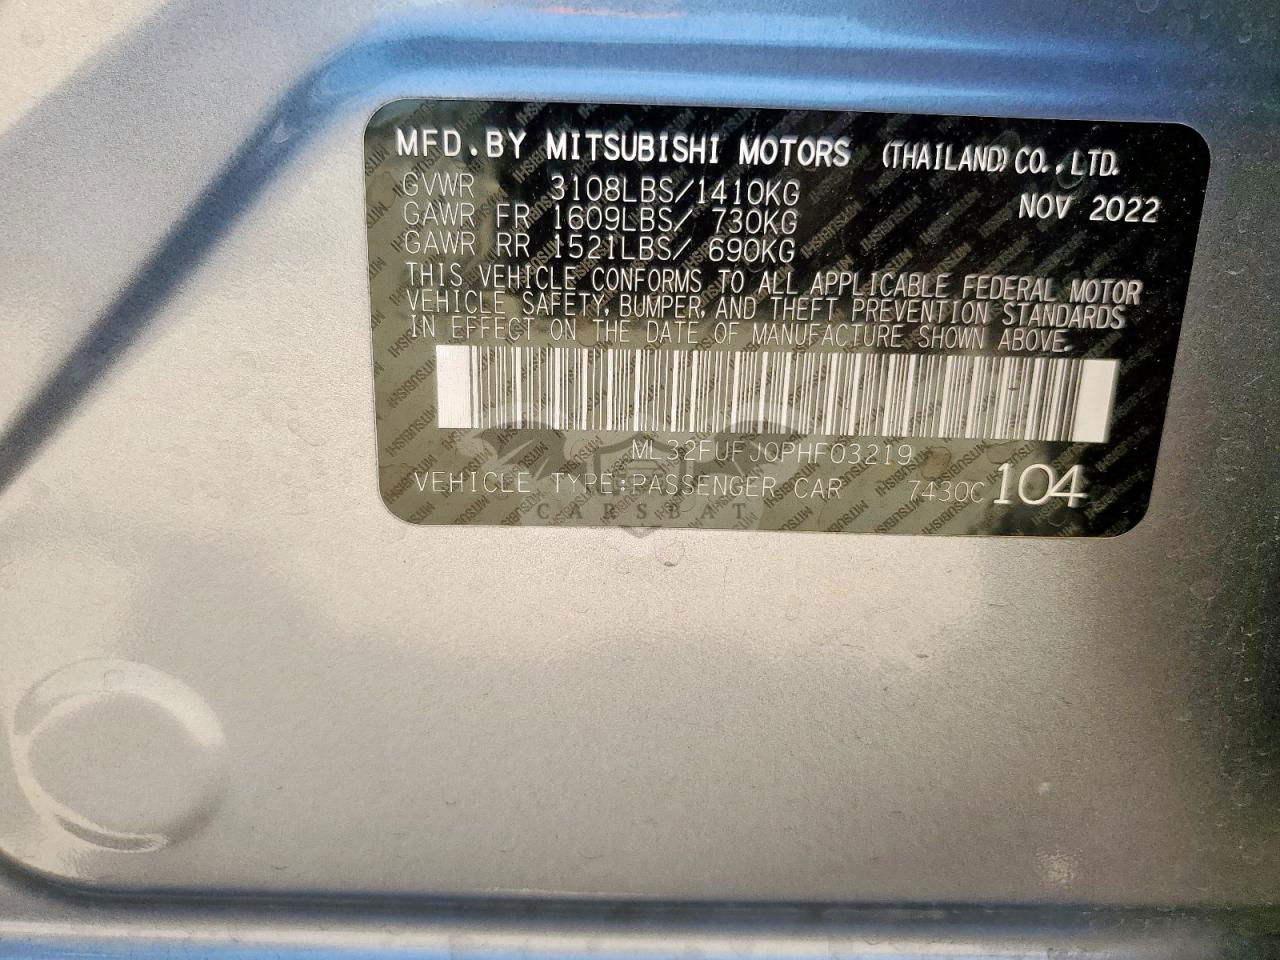 MFD.BY MITSUBISHI MOTORS (THAILAND) CO.,LTD.
GVWR 3108LBS/1410KG NOV 2022
GAWR FR 1609LBS/ 730KG
GAWR RR 1521LBS/ 690KG
THIS VEHICLE CONFORMS TO ALL APPLICABLE FEDERAL MOTOR
VEHICLE SAFETY, BUMPER, AND THEFT PREVENTION STANDARDS
IN EFFECT ON THE DATE OF MANUFACTURE SHOWN ABOVE.
ML32FUFJ0PHF03219
VEHICLE TYPE:PASSENGER CAR 7430C 104
CARSBAT